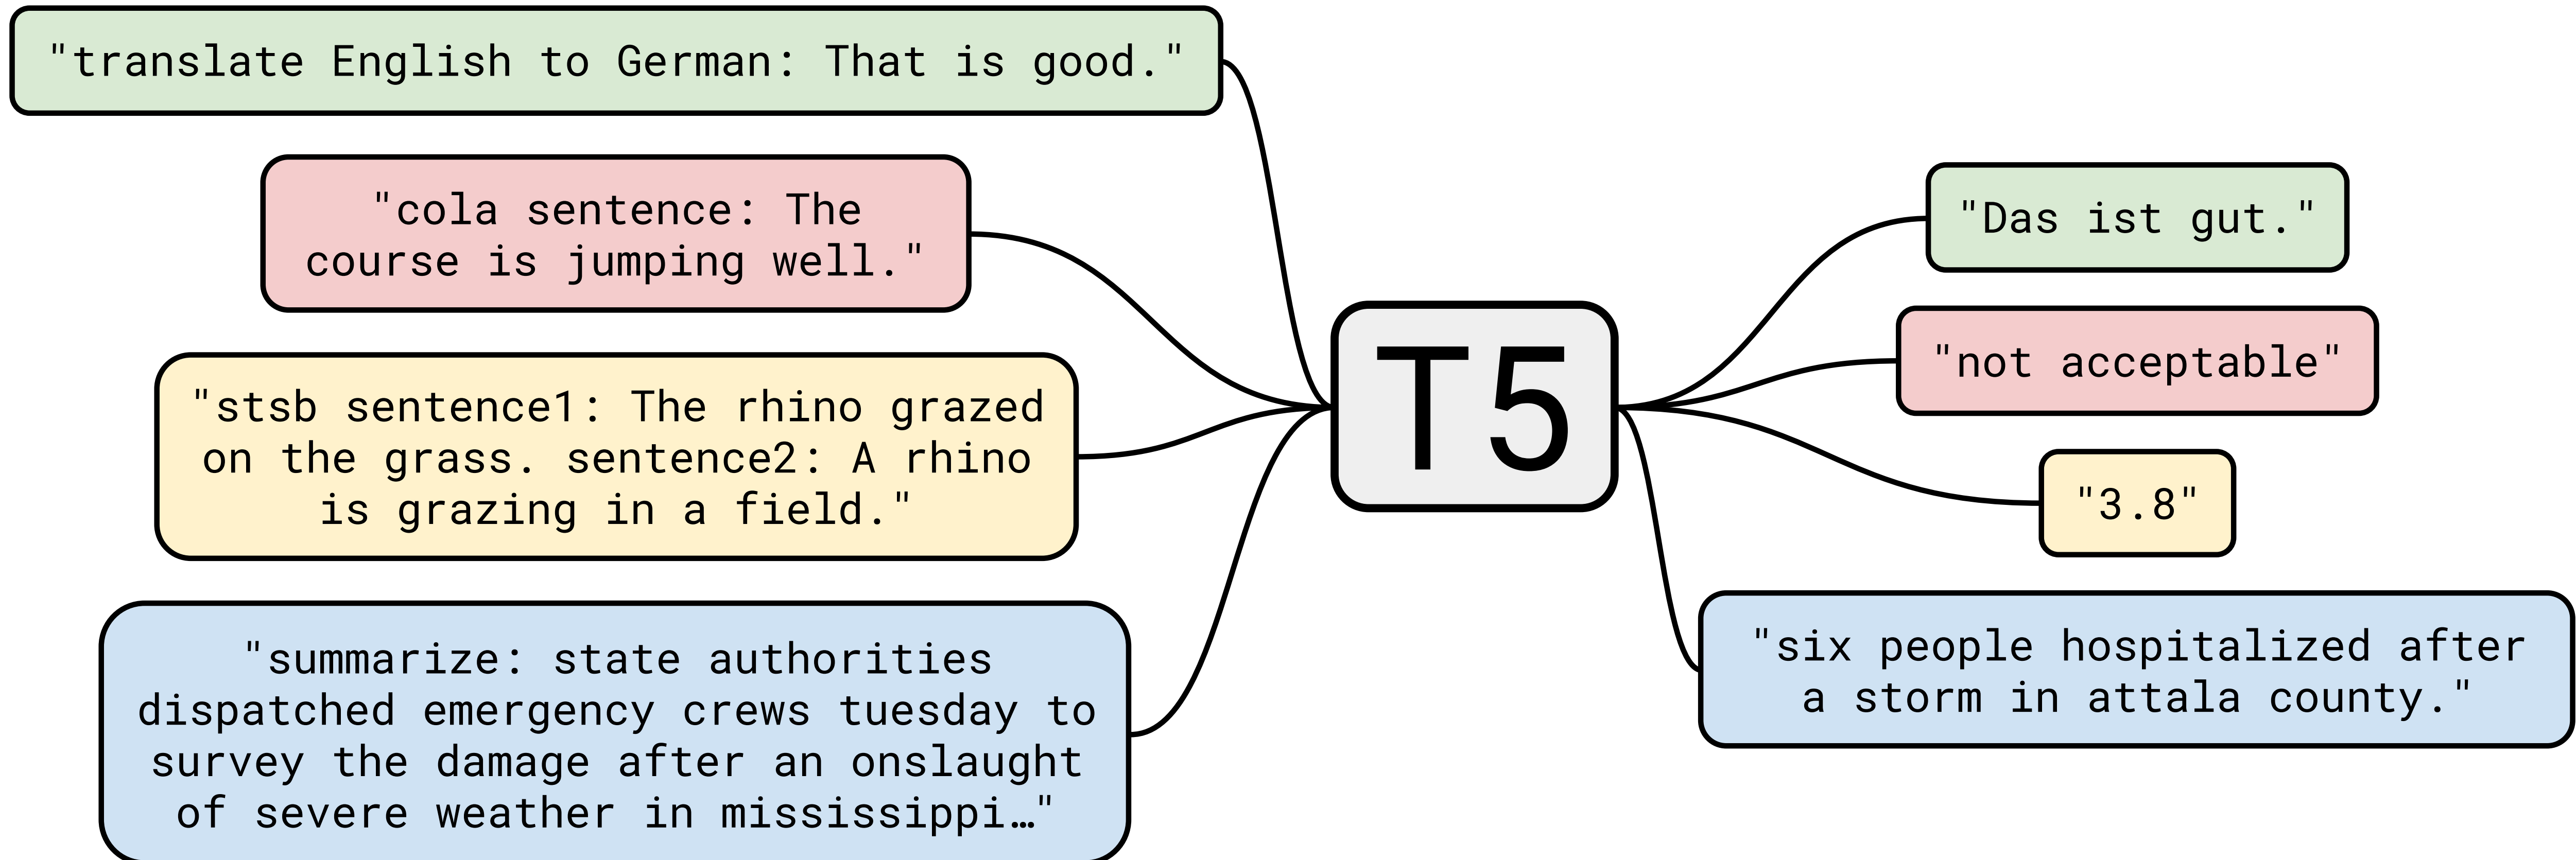 "translate English to German: That is good."
"cola sentence: The
course is jumping well."
"stsb sentence1: The rhino grazed
on the grass. sentence2: A rhino
is grazing in a field."
"summarize: state authorities
dispatched emergency crews tuesday to
survey the damage after an onslaught
of severe weather in mississippi…"
T5
"Das ist gut."
"not acceptable"
"3.8"
"six people hospitalized after
a storm in attala county."